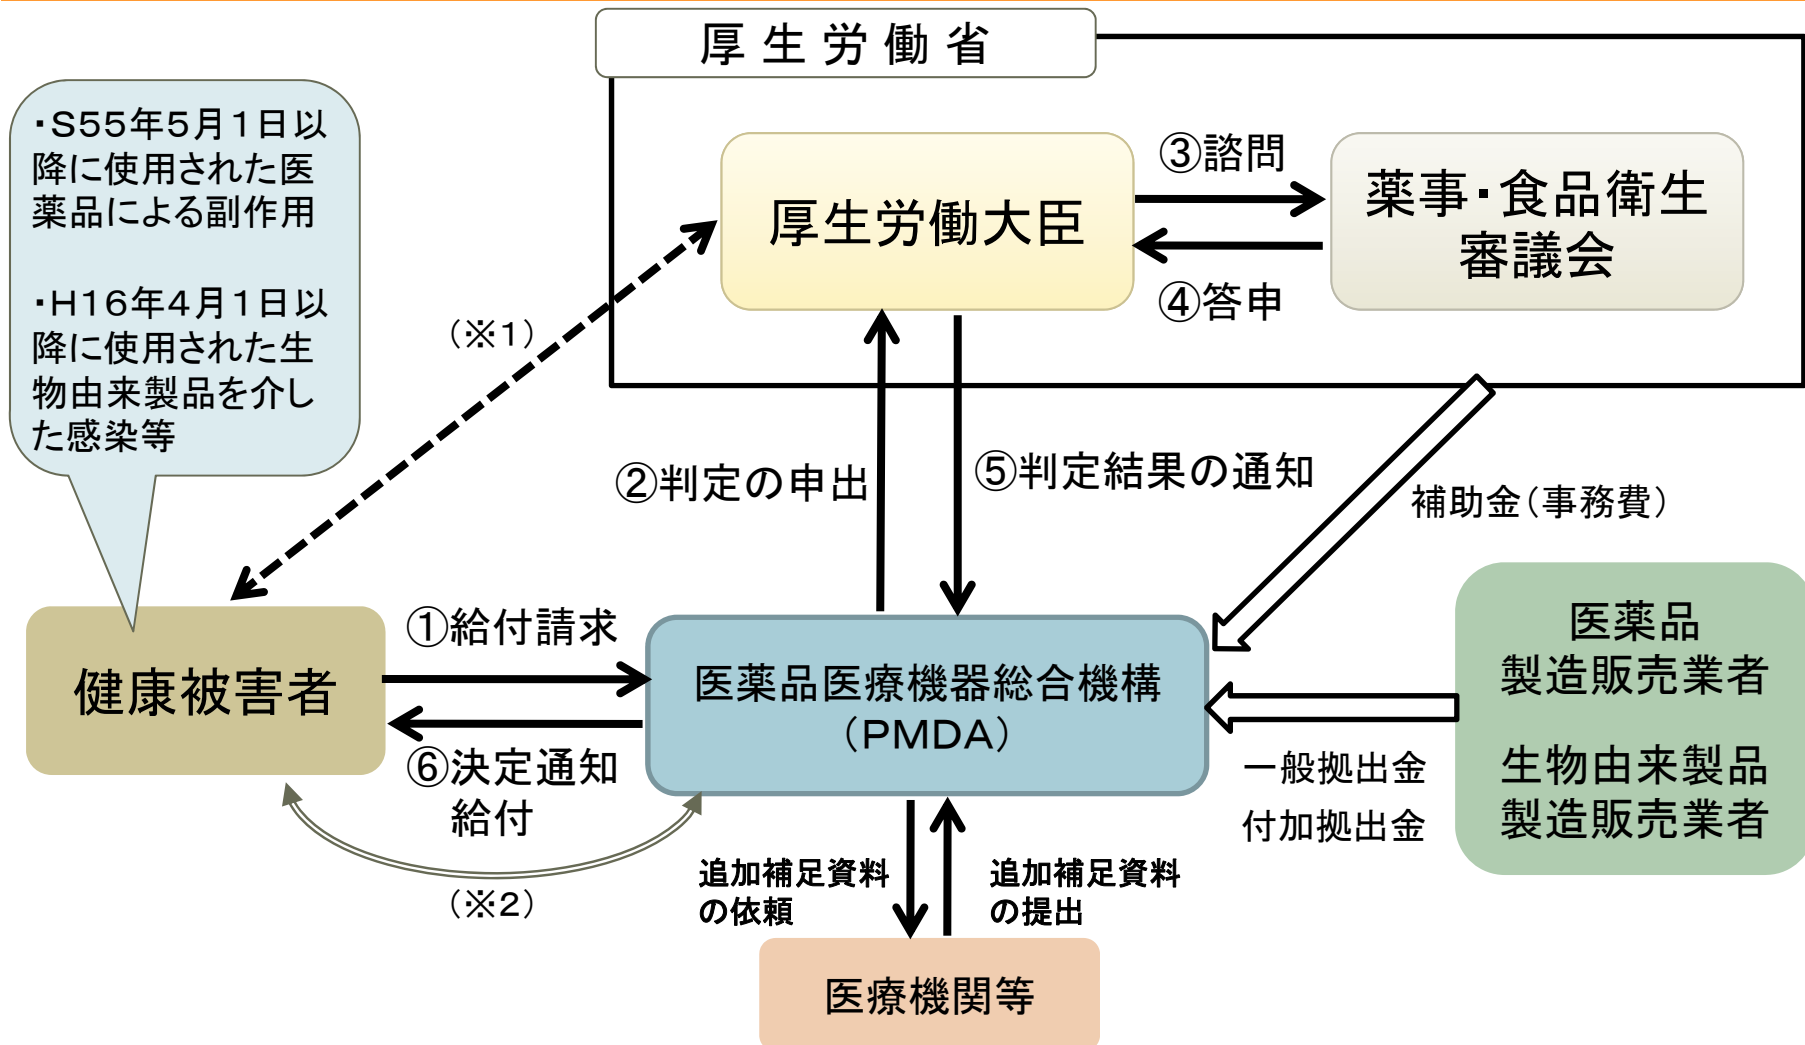 厚生労働省
・S55年5月1日以
降に使用された医
薬品による副作用
・H16年4月1日以
降に使用された生
物由来製品を介し
た感染等
厚生労働大臣
③諮問
④答申
薬事・食品衛生
審議会
（※1）
②判定の申出
⑤判定結果の通知
補助金（事務費）
健康被害者
①給付請求
⑥決定通知
給付
（※2）
医薬品医療機器総合機構
（PMDA）
一般拠出金
付加拠出金
医薬品
製造販売業者
生物由来製品
製造販売業者
追加補足資料
の依頼
追加補足資料
の提出
医療機関等